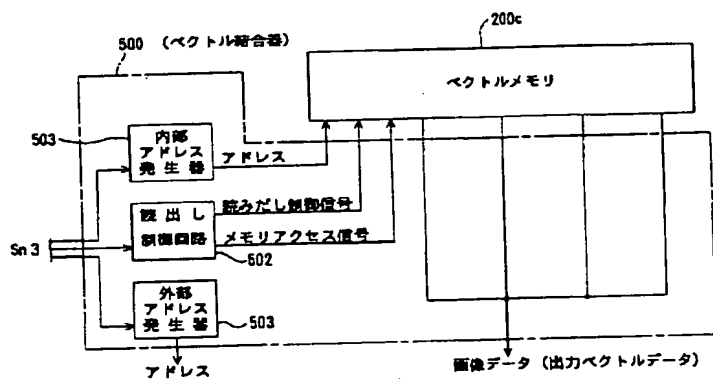 200c
500 (ベクトル結合器)
ベクトルメモリ
503
内部
アドレス
発生器
アドレス
読出し
制御回路
読みだし制御信号
メモリアクセス信号
502
Sn3
外部
アドレス
発生器
503
アドレス
画像データ (出力ベクトルデータ)